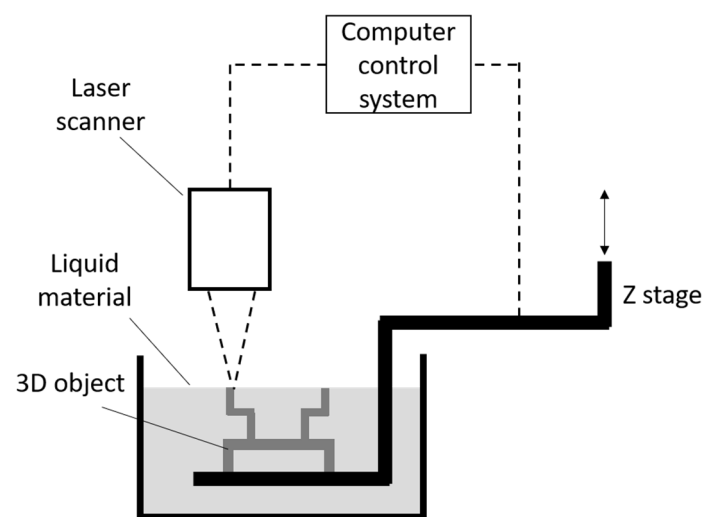 Computer
control
system
Laser
scanner
Liquid
material
Z stage
3D object